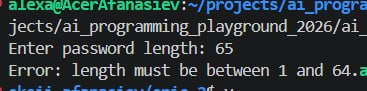 alexa@AcerAfanasiev:~/projects/ai_progra
jects/ai_programming_playground_2026/ai_
Enter password length: 65
Error: length must be between 1 and 64.a